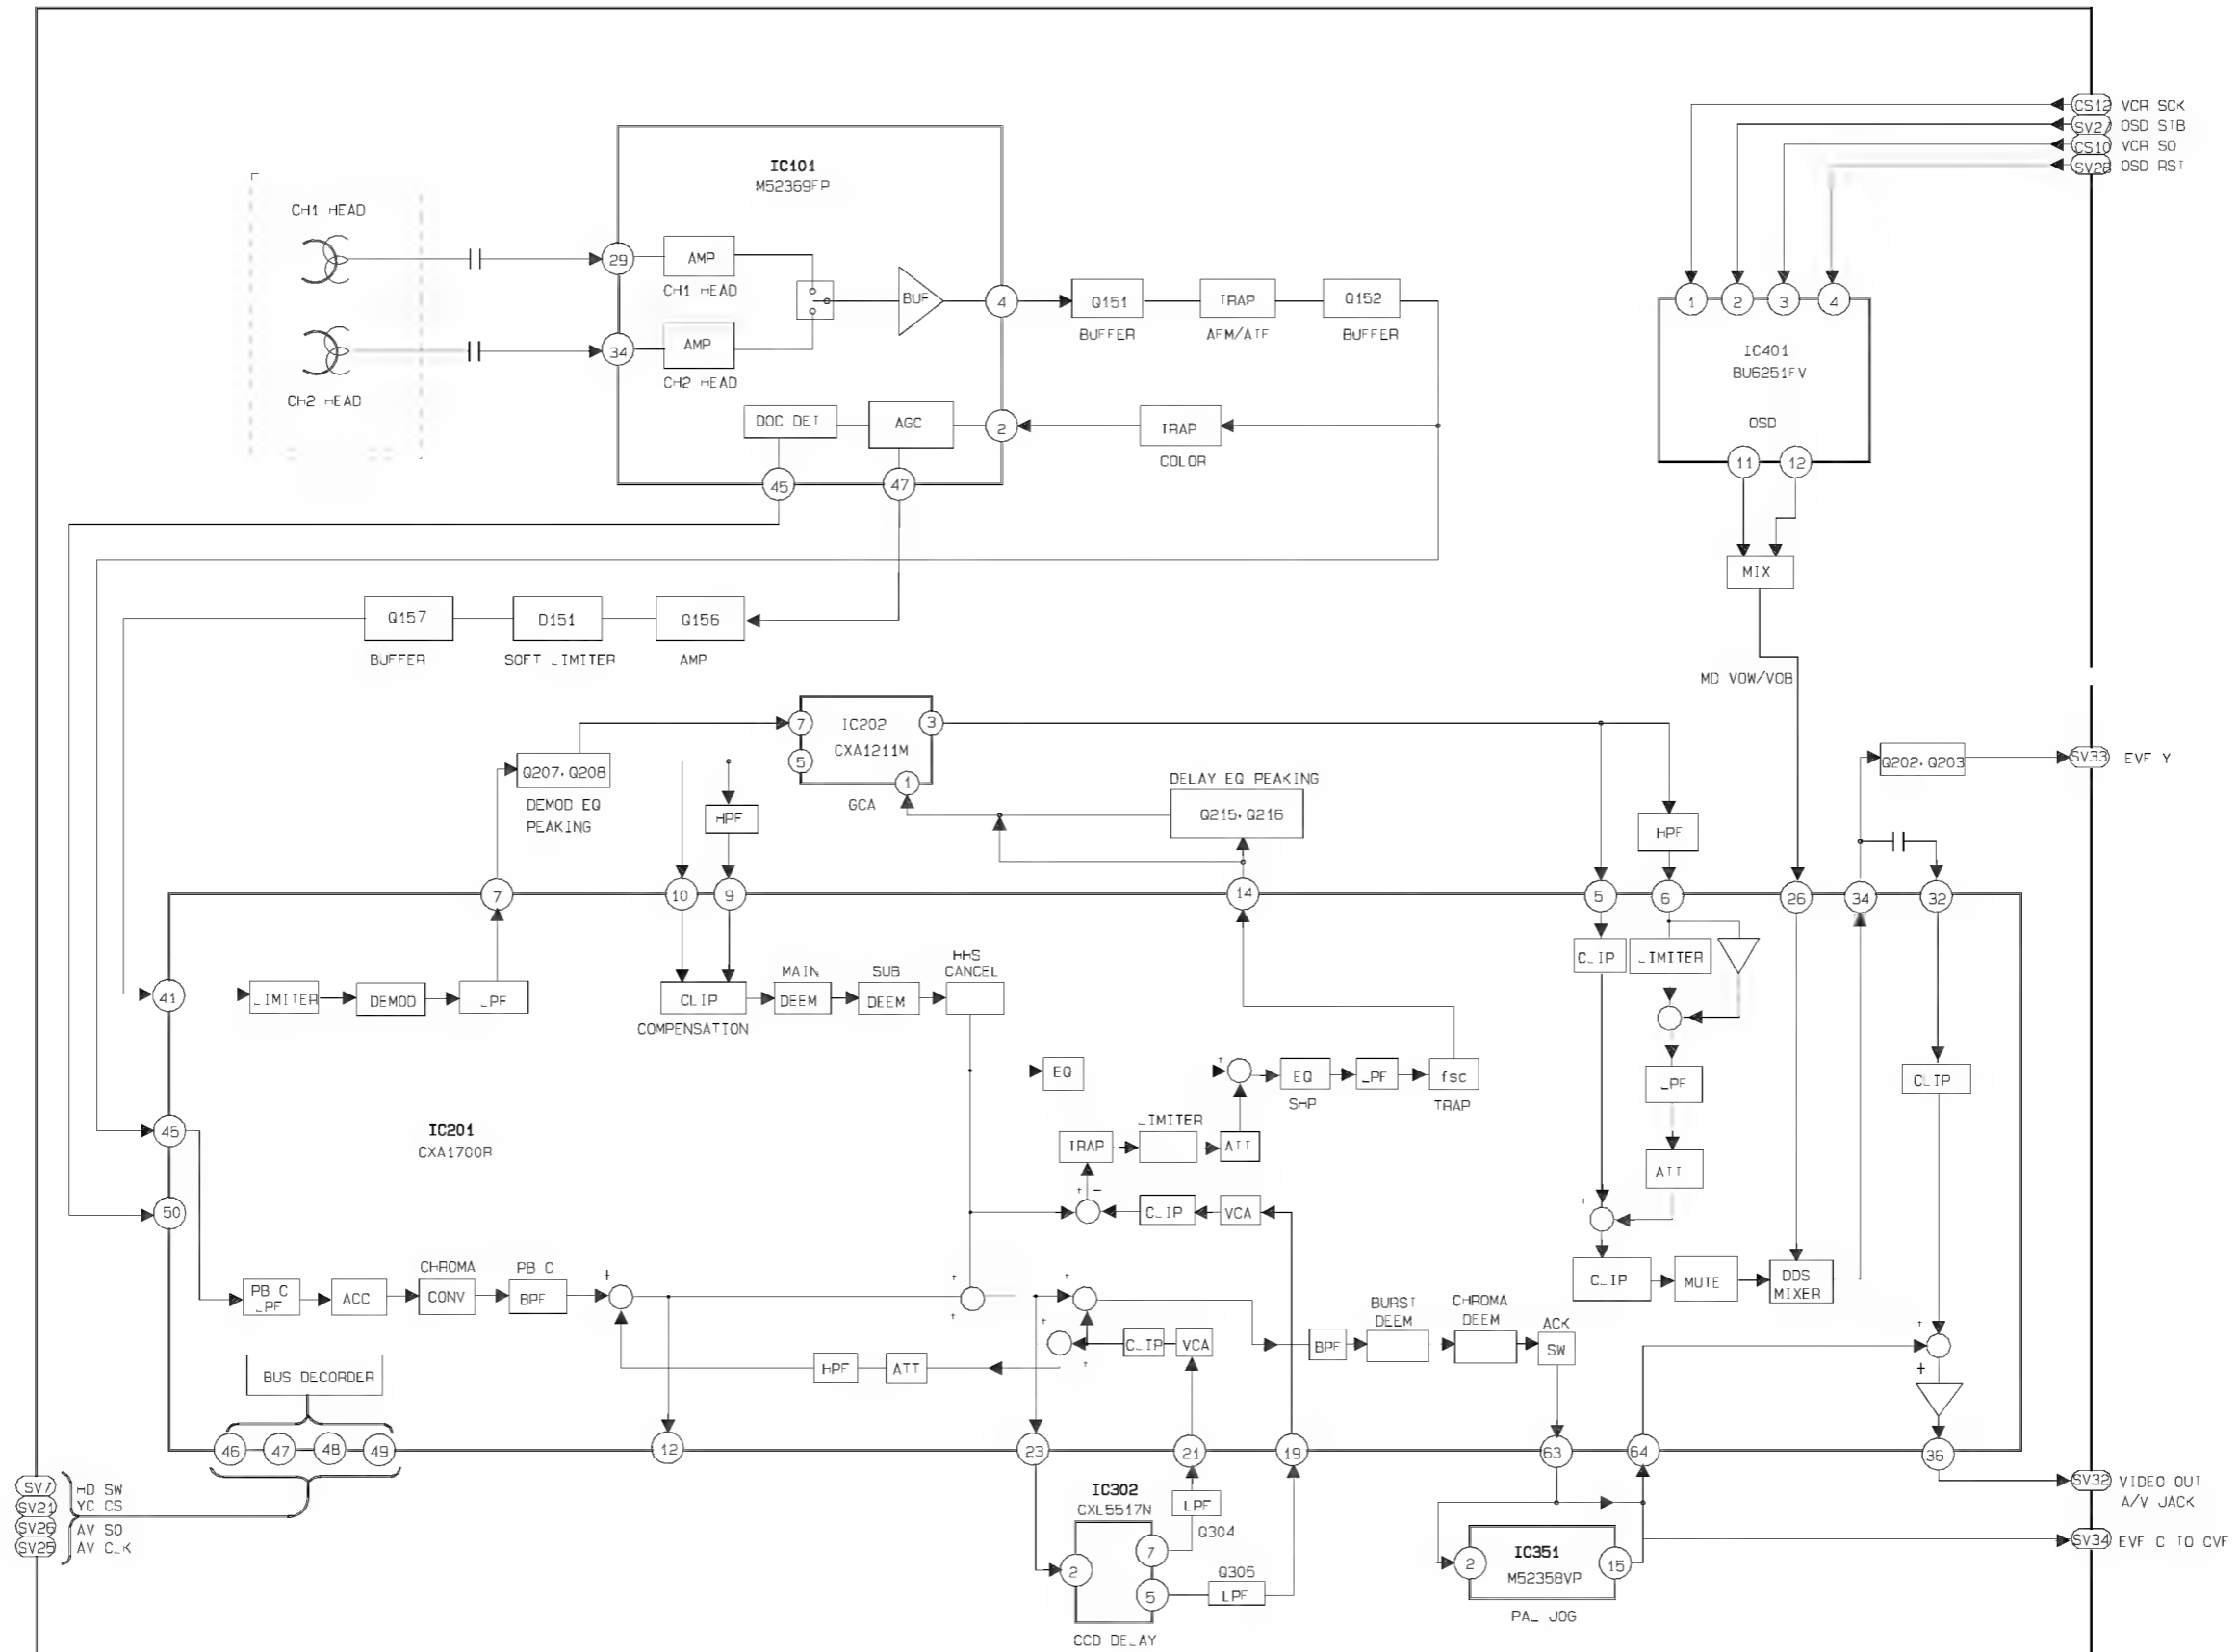 CS12 VCR SCK
SV27 OSD STB
CS10 VCR SO
SV28 OSD RST
IC101
M52369FP
CH1 HEAD
29
AMP
CH1 HEAD
BUF
4
Q151
BUFFER
TRAP
AFM/ATF
Q152
BUFFER
1
2
3
4
34
AMP
CH2 HEAD
CH2 HEAD
IC401
BU6251FV
OSD
DOC DET
AGC
2
TRAP
COLOR
45
47
11
12
MIX
Q157
BUFFER
D151
SOFT LIMITER
Q156
AMP
MD VOW/VOB
7
IC202
CXA1211M
3
5
1
GCA
Q207, Q208
DEMOD EQ
PEAKING
HPF
DELAY EQ PEAKING
Q215, Q216
HPF
Q202, Q203
SV33 EVF Y
7
10
9
14
5
6
26
34
32
41
LIMITER
DEMOD
LPF
CLIP
COMPENSATION
MAIN
DEEM
SUB
DEEM
HHS
CANCEL
CLIP
LIMITER
EQ
+
EQ
SHP
LPF
fsc
TRAP
LPF
CLIP
45
IC201
CXA1700R
TRAP
LIMITER
ATT
ATT
50
+ -
CLIP
VCA
+
PB C
LPF
ACC
CHROMA
CONV
PB C
BPF
+
+
+
+
CLIP
MUTE
DDS
MIXER
+
+
CLIP
VCA
BPF
BURST
DEEM
CHROMA
DEEM
ACK
SW
+
+
HPF
ATT
BUS DECORDER
46
47
48
49
12
23
21
19
63
64
36
SV7 HD SW
SV21 YC CS
SV26 AV SO
SV25 AV CLK
IC302
CXL5517N
LPF
Q304
2
7
5
Q305
LPF
CCD DELAY
2
IC351
M52358VP
15
PAL JOG
SV32 VIDEO OUT
A/V JACK
SV34 EVF C TO CVF